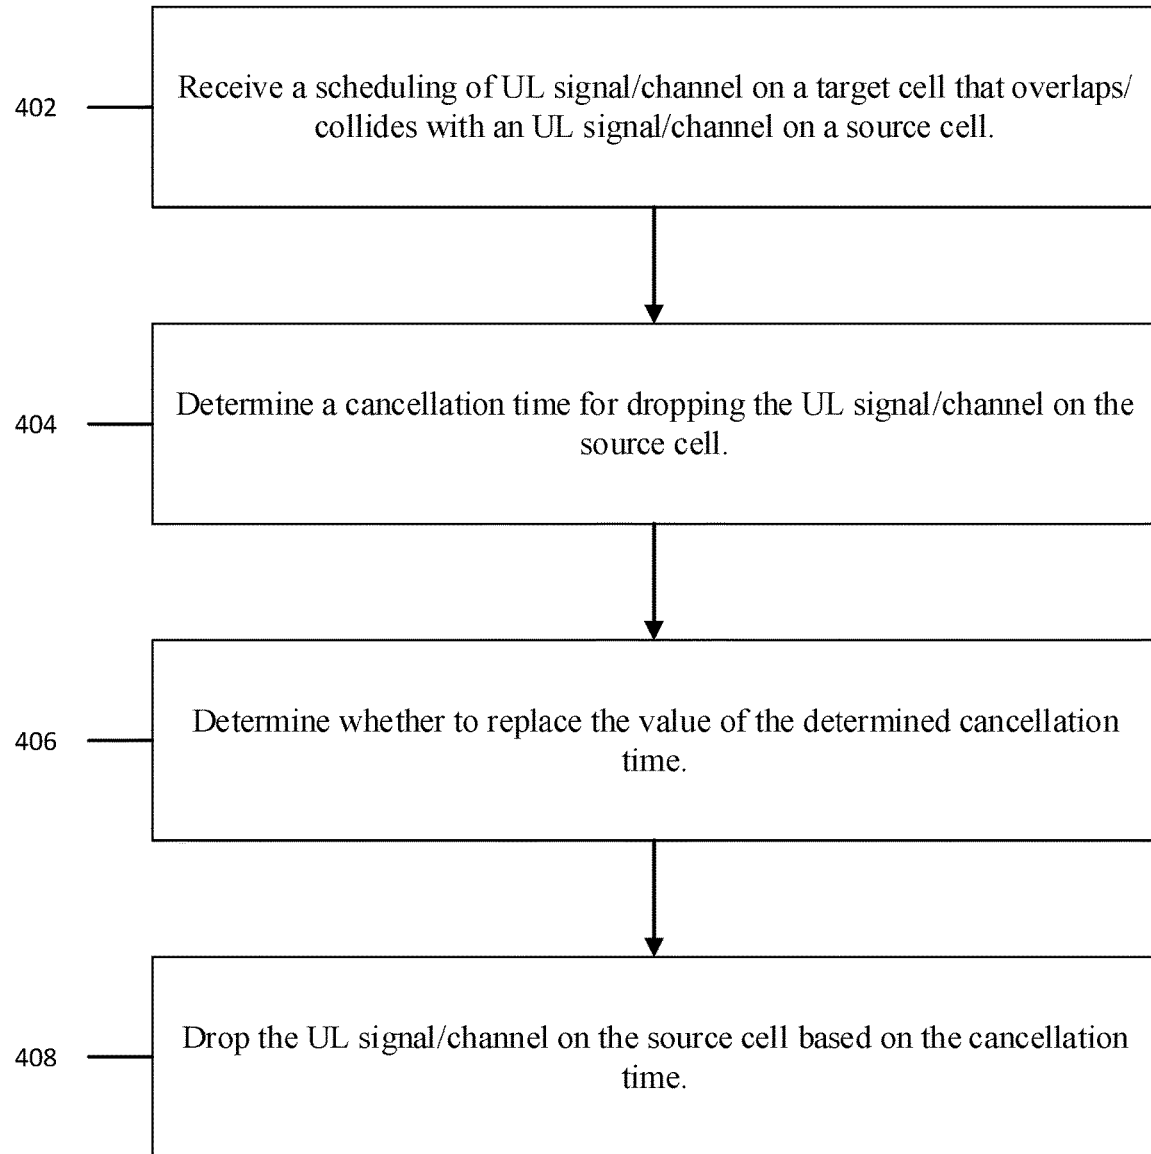 402
Receive a scheduling of UL signal/channel on a target cell that overlaps/
collides with an UL signal/channel on a source cell.
404
Determine a cancellation time for dropping the UL signal/channel on the
source cell.
406
Determine whether to replace the value of the determined cancellation
time.
408
Drop the UL signal/channel on the source cell based on the cancellation
time.